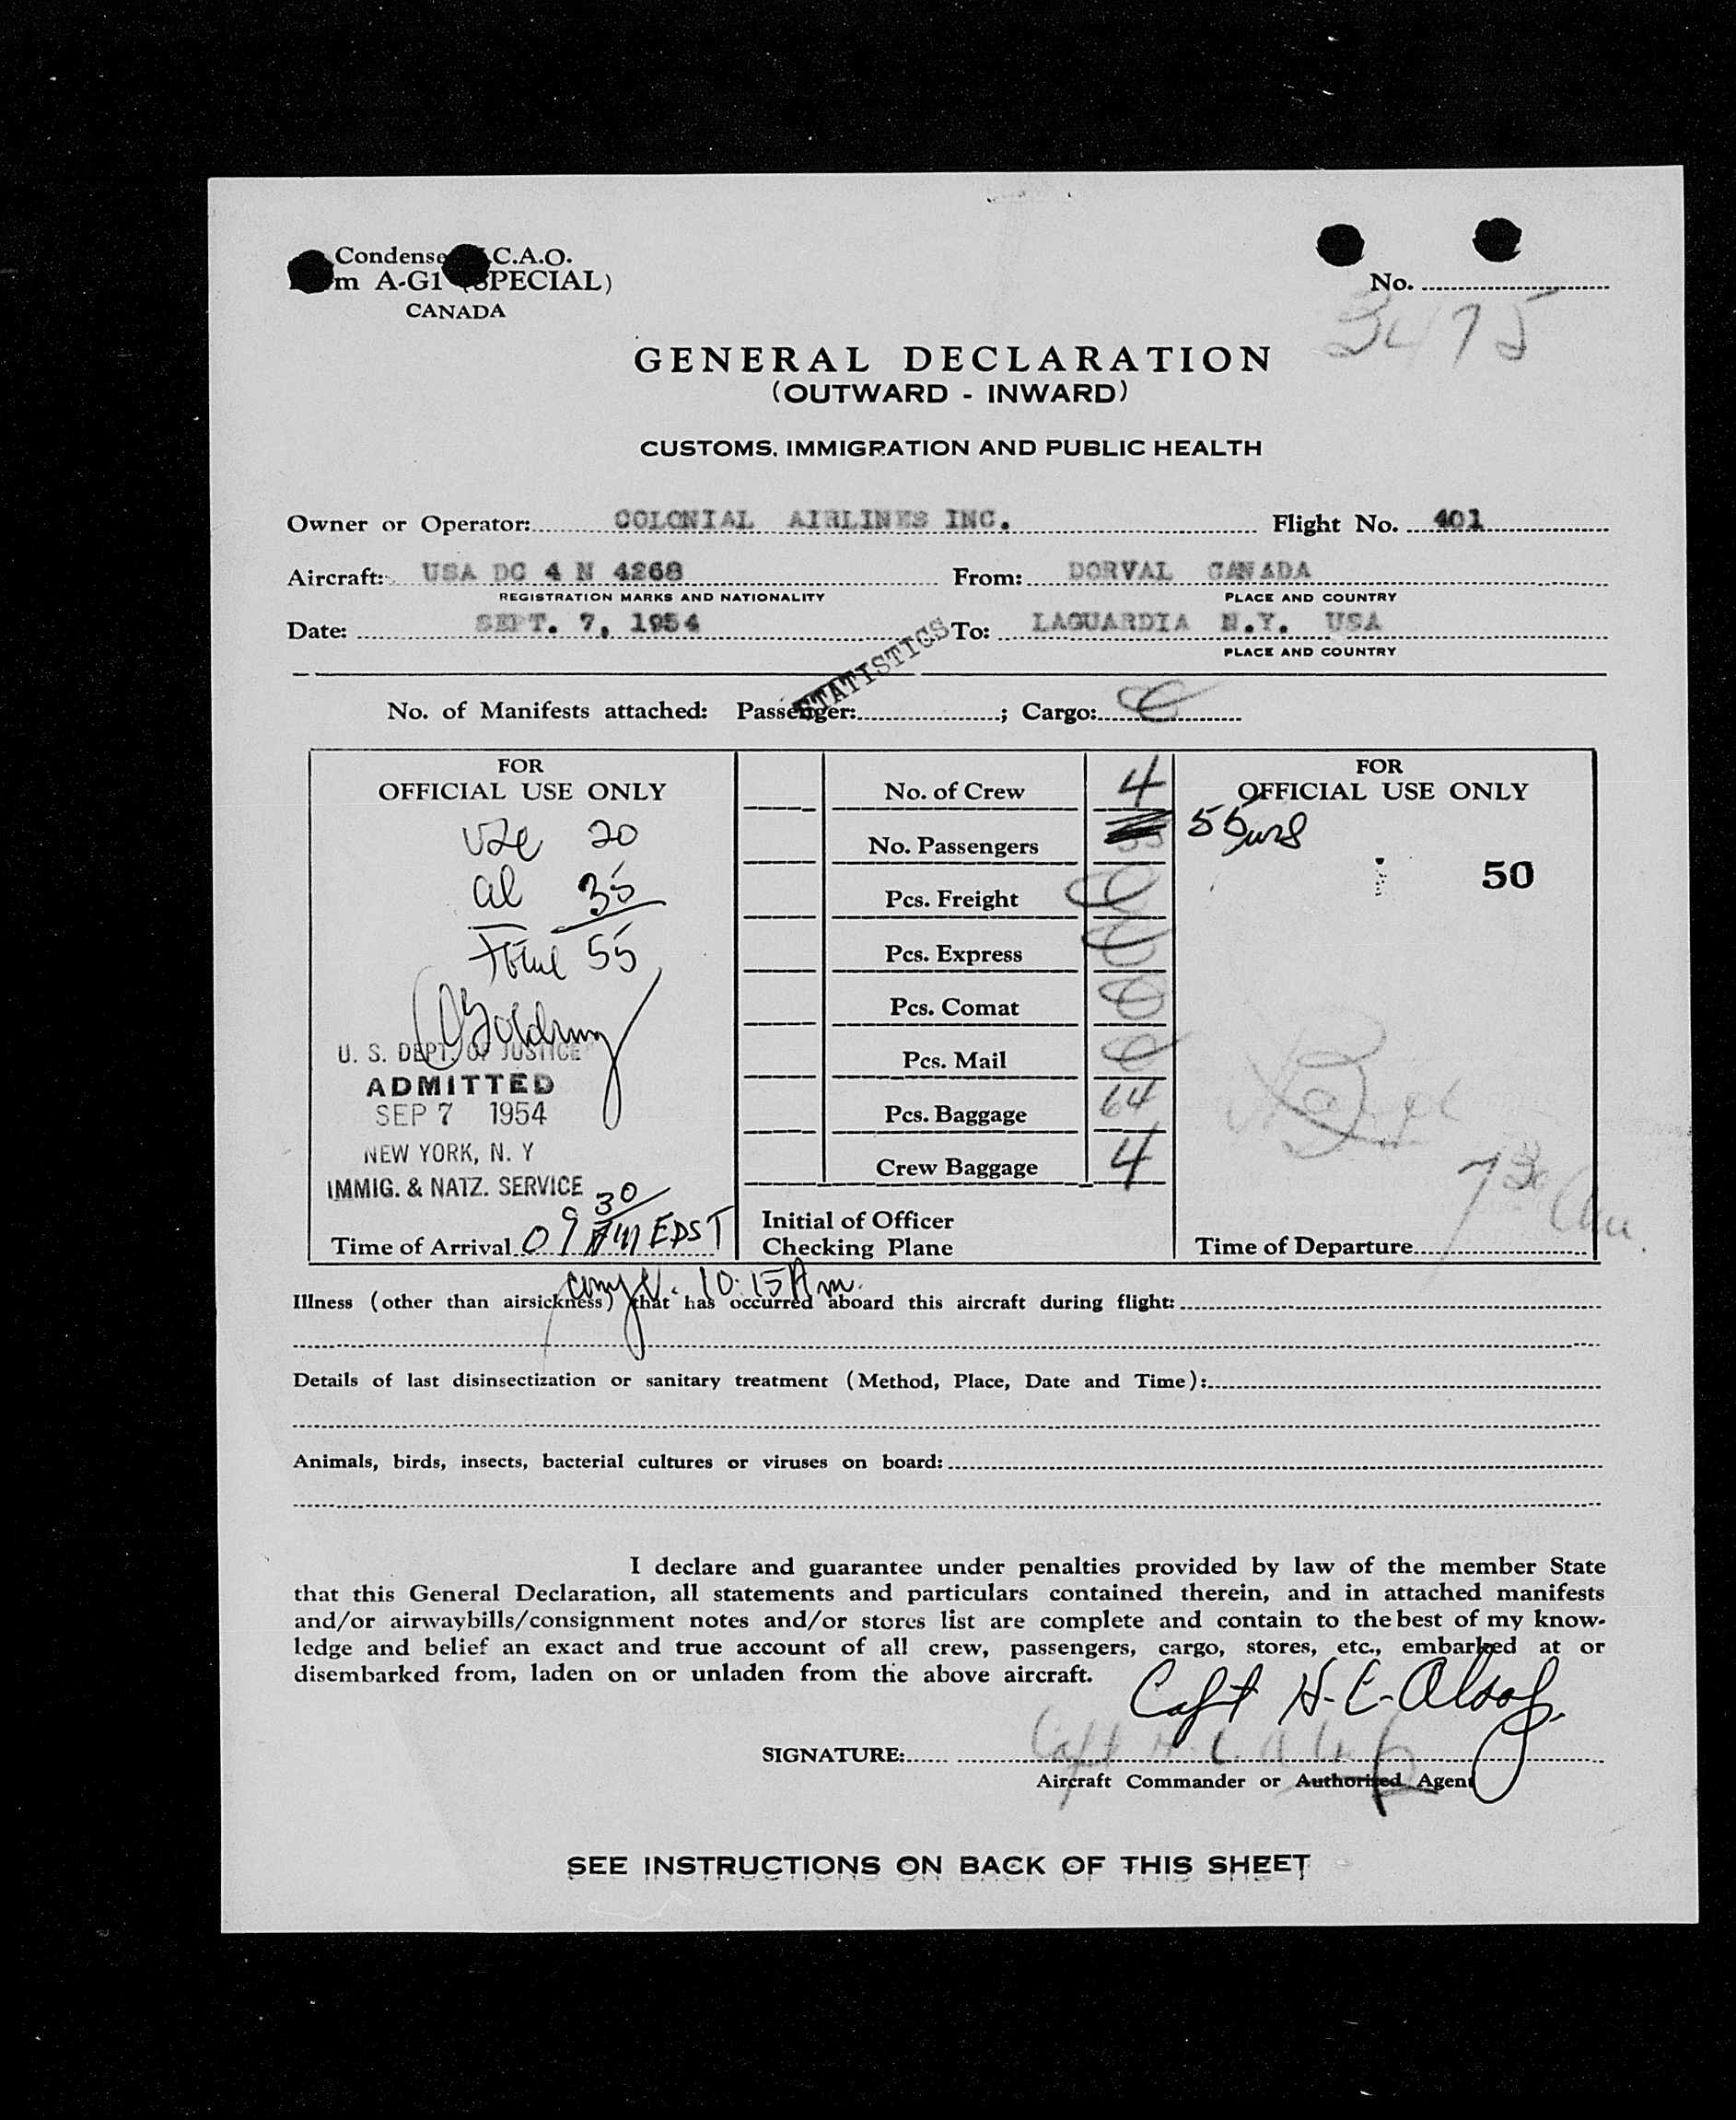 Condense C.A.O.
m A-G1 (SPECIAL)
CANADA
No.
3475
GENERAL DECLARATION
(OUTWARD - INWARD)
CUSTOMS, IMMIGRATION AND PUBLIC HEALTH
Owner or Operator: COLONIAL AIRLINES INC. Flight No. 401
Aircraft: USA DC 4 N 4268 From: DORVAL CANADA
REGISTRATION MARKS AND NATIONALITY PLACE AND COUNTRY
Date: SEPT. 7, 1954 To: LAGUARDIA N.Y. USA
PLACE AND COUNTRY
STATISTICS
No. of Manifests attached: Passenger: ; Cargo:
FOR
OFFICIAL USE ONLY
USC 20
al 35
Total 55
U. S. DEPT. OF JUSTICE
ADMITTED
SEP 7 1954
NEW YORK, N. Y
IMMIG. & NATZ. SERVICE
Time of Arrival 09 30 AM EDST
No. of Crew 4
No. Passengers
Pcs. Freight
Pcs. Express
Pcs. Comat
Pcs. Mail
Pcs. Baggage 64
Crew Baggage 4
Initial of Officer
Checking Plane
FOR
OFFICIAL USE ONLY
55
50
730
Time of Departure
10:15 Am.
Illness (other than airsickness) that has occurred aboard this aircraft during flight:
Details of last disinsectization or sanitary treatment (Method, Place, Date and Time):
Animals, birds, insects, bacterial cultures or viruses on board:
I declare and guarantee under penalties provided by law of the member State
that this General Declaration, all statements and particulars contained therein, and in attached manifests
and/or airwaybills/consignment notes and/or stores list are complete and contain to the best of my know-
ledge and belief an exact and true account of all crew, passengers, cargo, stores, etc., embarked at or
disembarked from, laden on or unladen from the above aircraft.
Capt H.E. Alsop
SIGNATURE:
Aircraft Commander or Authorized Agent
SEE INSTRUCTIONS ON BACK OF THIS SHEET